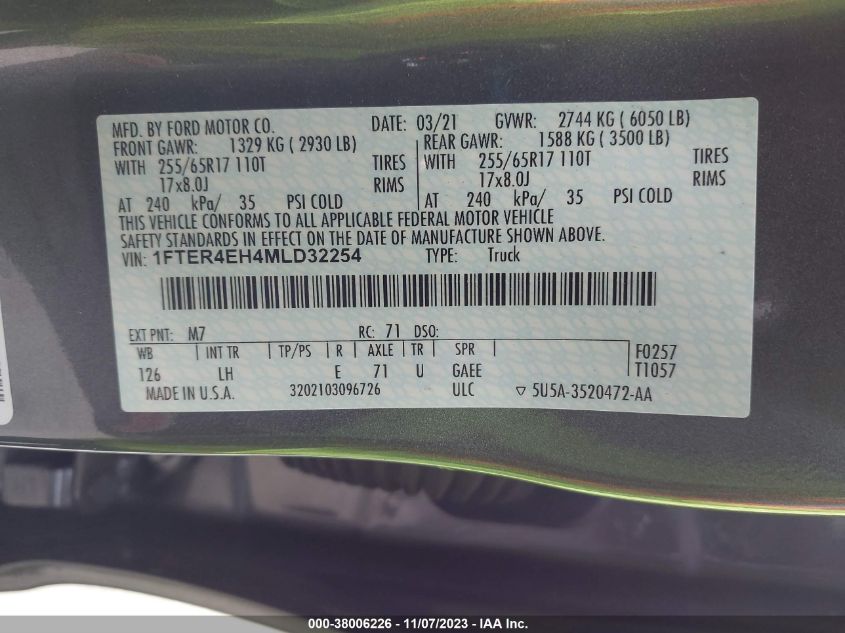 MFD. BY FORD MOTOR CO. DATE: 03/21 GVWR: 2744 KG ( 6050 LB)
FRONT GAWR: 1329 KG ( 2930 LB) REAR GAWR: 1588 KG ( 3500 LB)
WITH 255/65R17 110T TIRES WITH 255/65R17 110T TIRES
17x8.0J RIMS 17x8.0J RIMS
AT 240 kPa/ 35 PSI COLD AT 240 kPa/ 35 PSI COLD
THIS VEHICLE CONFORMS TO ALL APPLICABLE FEDERAL MOTOR VEHICLE
SAFETY STANDARDS IN EFFECT ON THE DATE OF MANUFACTURE SHOWN ABOVE.
VIN: 1FTER4EH4MLD32254 TYPE: Truck
EXT PNT: M7 RC: 71 DSO:
WB | INT TR | TP/PS | R | AXLE | TR | SPR F0257
126 LH E 71 U GAEE T1057
MADE IN U.S.A. 3202103096726 ULC ▽ 5U5A-3520472-AA
000-38006226 - 11/07/2023 - IAA Inc.